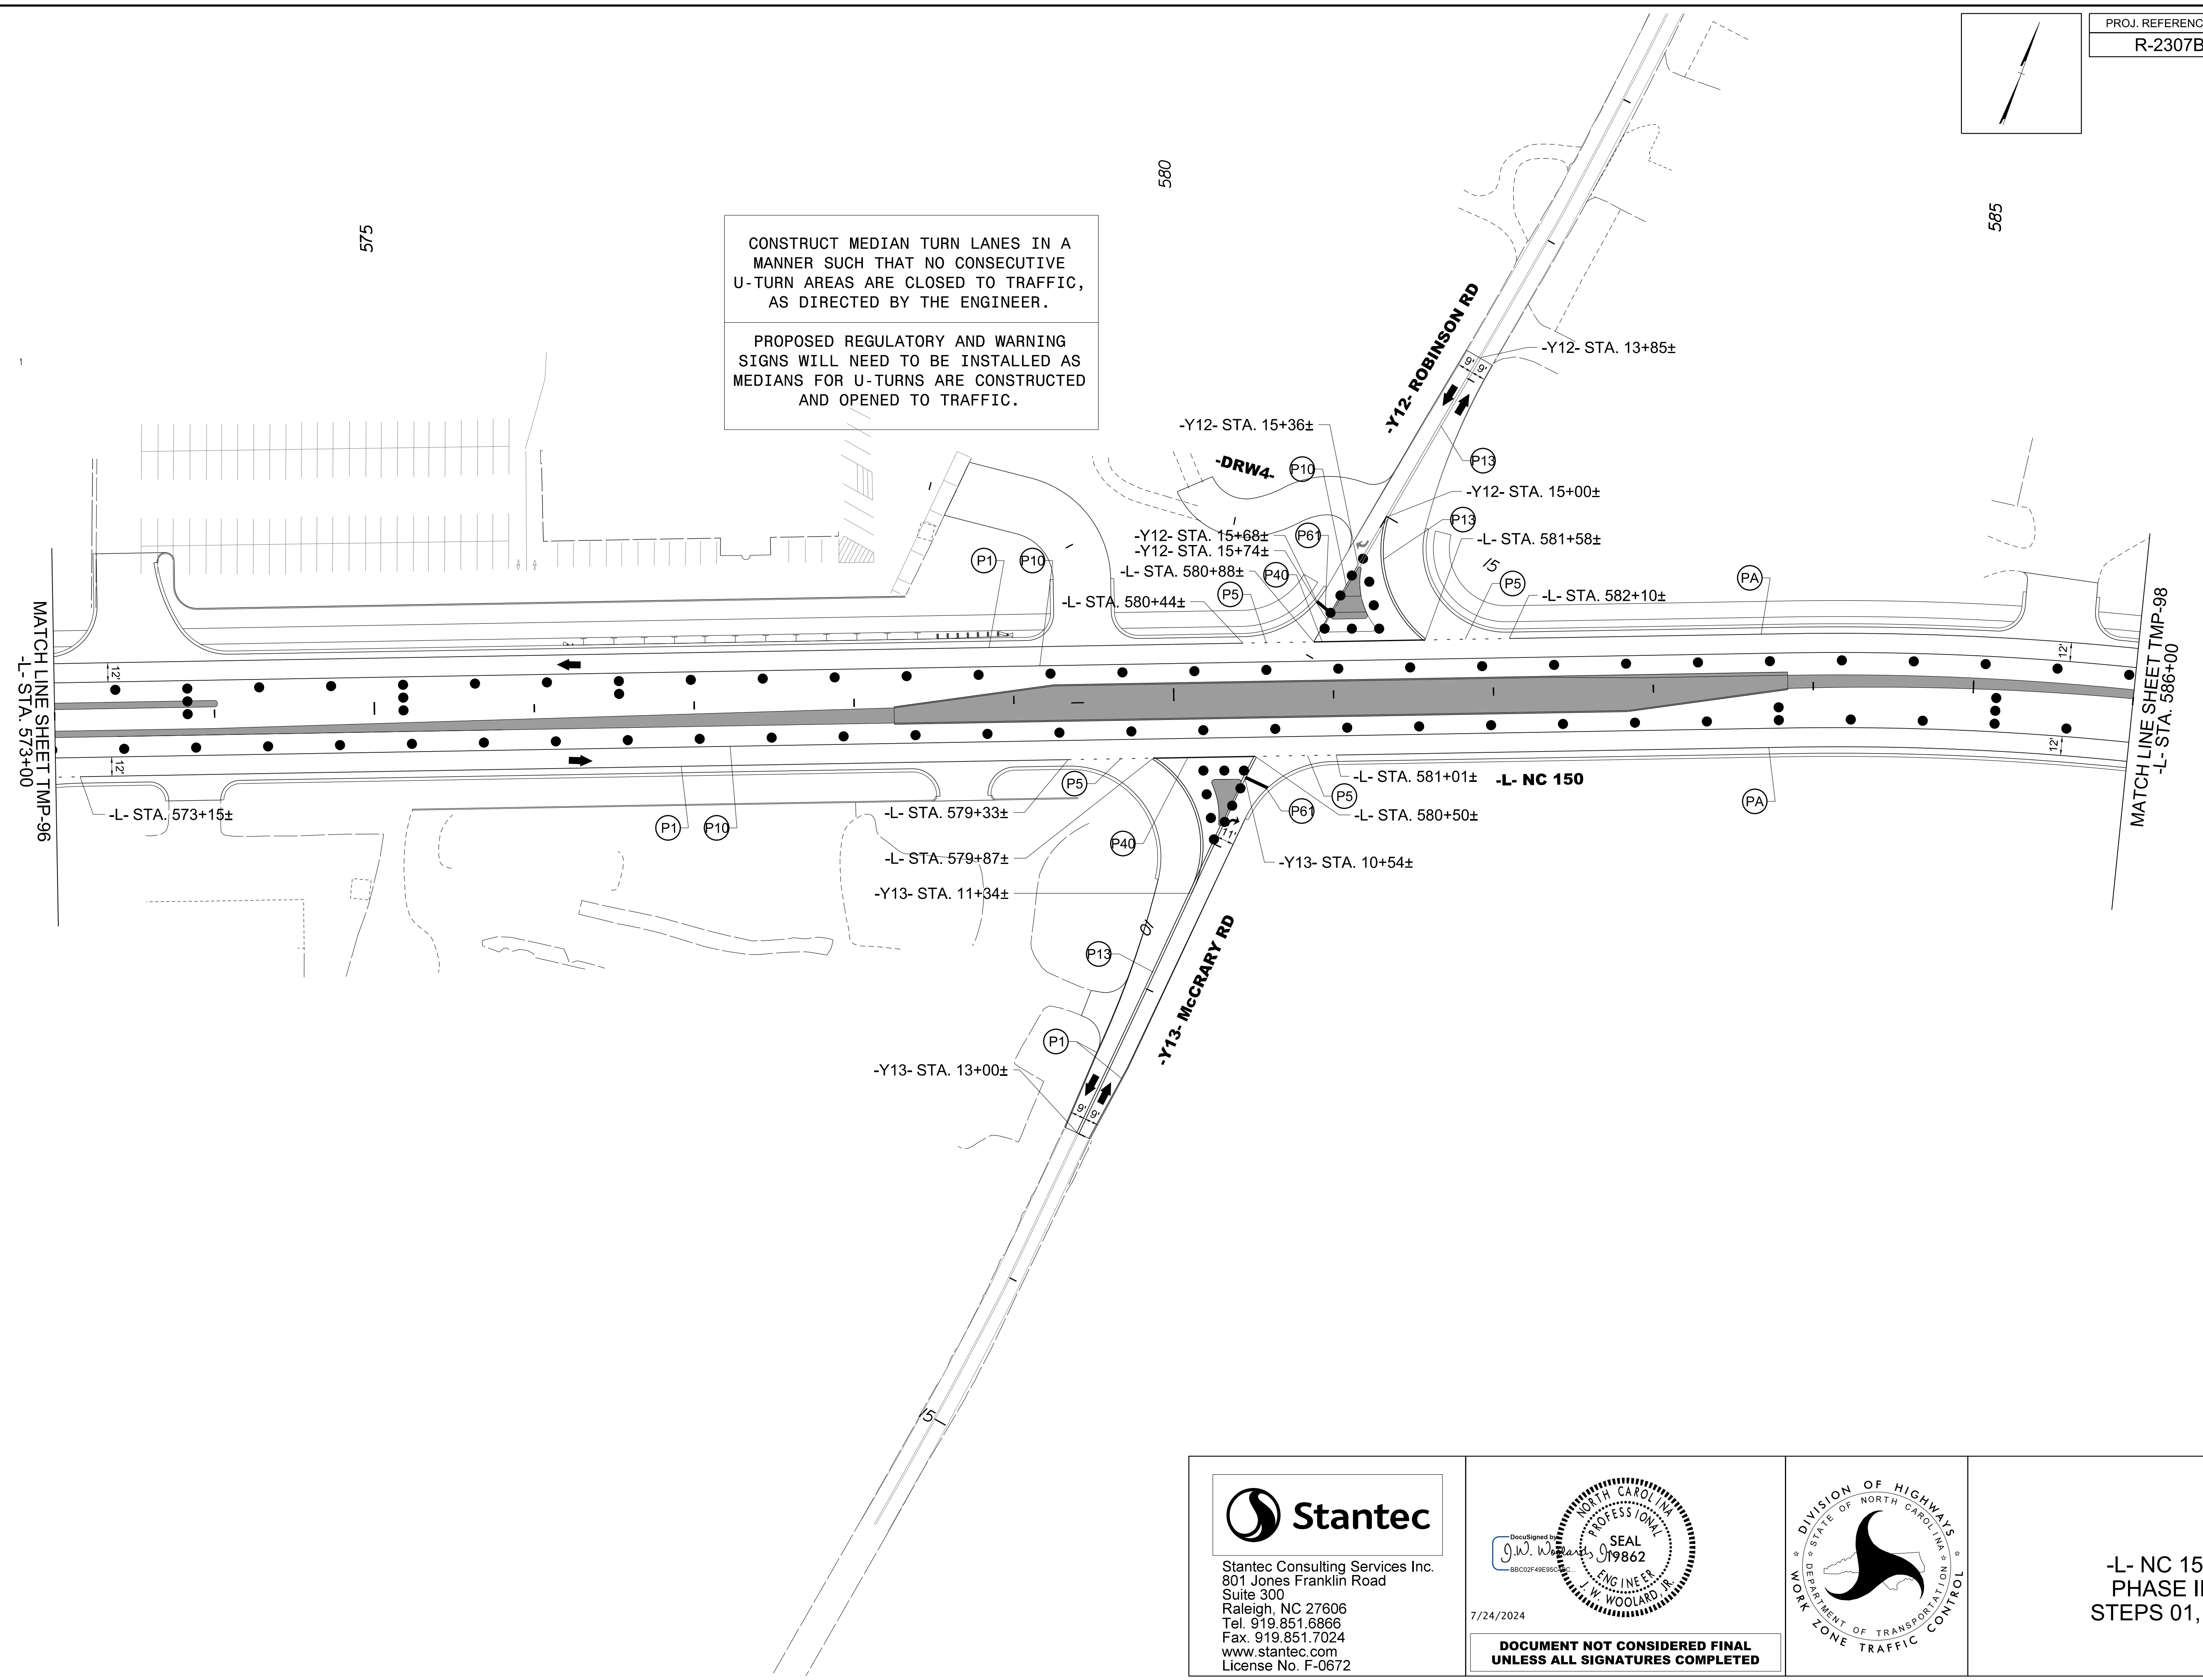 PROJ. REFERENC
R-2307B
580
585
575
CONSTRUCT MEDIAN TURN LANES IN A
MANNER SUCH THAT NO CONSECUTIVE
U-TURN AREAS ARE CLOSED TO TRAFFIC,
AS DIRECTED BY THE ENGINEER.
PROPOSED REGULATORY AND WARNING
SIGNS WILL NEED TO BE INSTALLED AS
MEDIANS FOR U-TURNS ARE CONSTRUCTED
AND OPENED TO TRAFFIC.
1
-Y12- ROBINSON RD
-Y12- STA. 13+85±
9'
9'
-Y12- STA. 15+36±
-DRW4-
P10
P13
-Y12- STA. 15+00±
P13
-Y12- STA. 15+68±
P61
-L- STA. 581+58±
-Y12- STA. 15+74±
P1
P10
-L- STA. 580+88±
P40
15
P5
PA
-L- STA. 580+44±
P5
-L- STA. 582+10±
MATCH LINE SHEET TMP-96
-L- STA. 573+00
12'
12'
MATCH LINE SHEET TMP-98
-L- STA. 586+00
12'
12'
-L- STA. 573+15±
P1
P10
P5
-L- STA. 579+33±
-L- STA. 581+01±
-L- NC 150
P5
PA
P61
-L- STA. 580+50±
P40
11'
-L- STA. 579+87±
-Y13- STA. 10+54±
-Y13- STA. 11+34±
10
P13
-Y13- McCRARY RD
P1
-Y13- STA. 13+00±
9'
9'
15
Stantec
Stantec Consulting Services Inc.
801 Jones Franklin Road
Suite 300
Raleigh, NC 27606
Tel. 919.851.6866
Fax. 919.851.7024
www.stantec.com
License No. F-0672
DocuSigned by
J.W. Woolard, Jr.
BBC02F49E95C
NORTH CAROLINA
PROFESSIONAL
SEAL
19862
ENGINEER
J. W. WOOLARD, JR.
7/24/2024
DOCUMENT NOT CONSIDERED FINAL
UNLESS ALL SIGNATURES COMPLETED
DIVISION OF HIGHWAYS
STATE OF NORTH CAROLINA
DEPARTMENT OF TRANSPORTATION
WORK ZONE TRAFFIC CONTROL
-L- NC 15
PHASE II
STEPS 01,